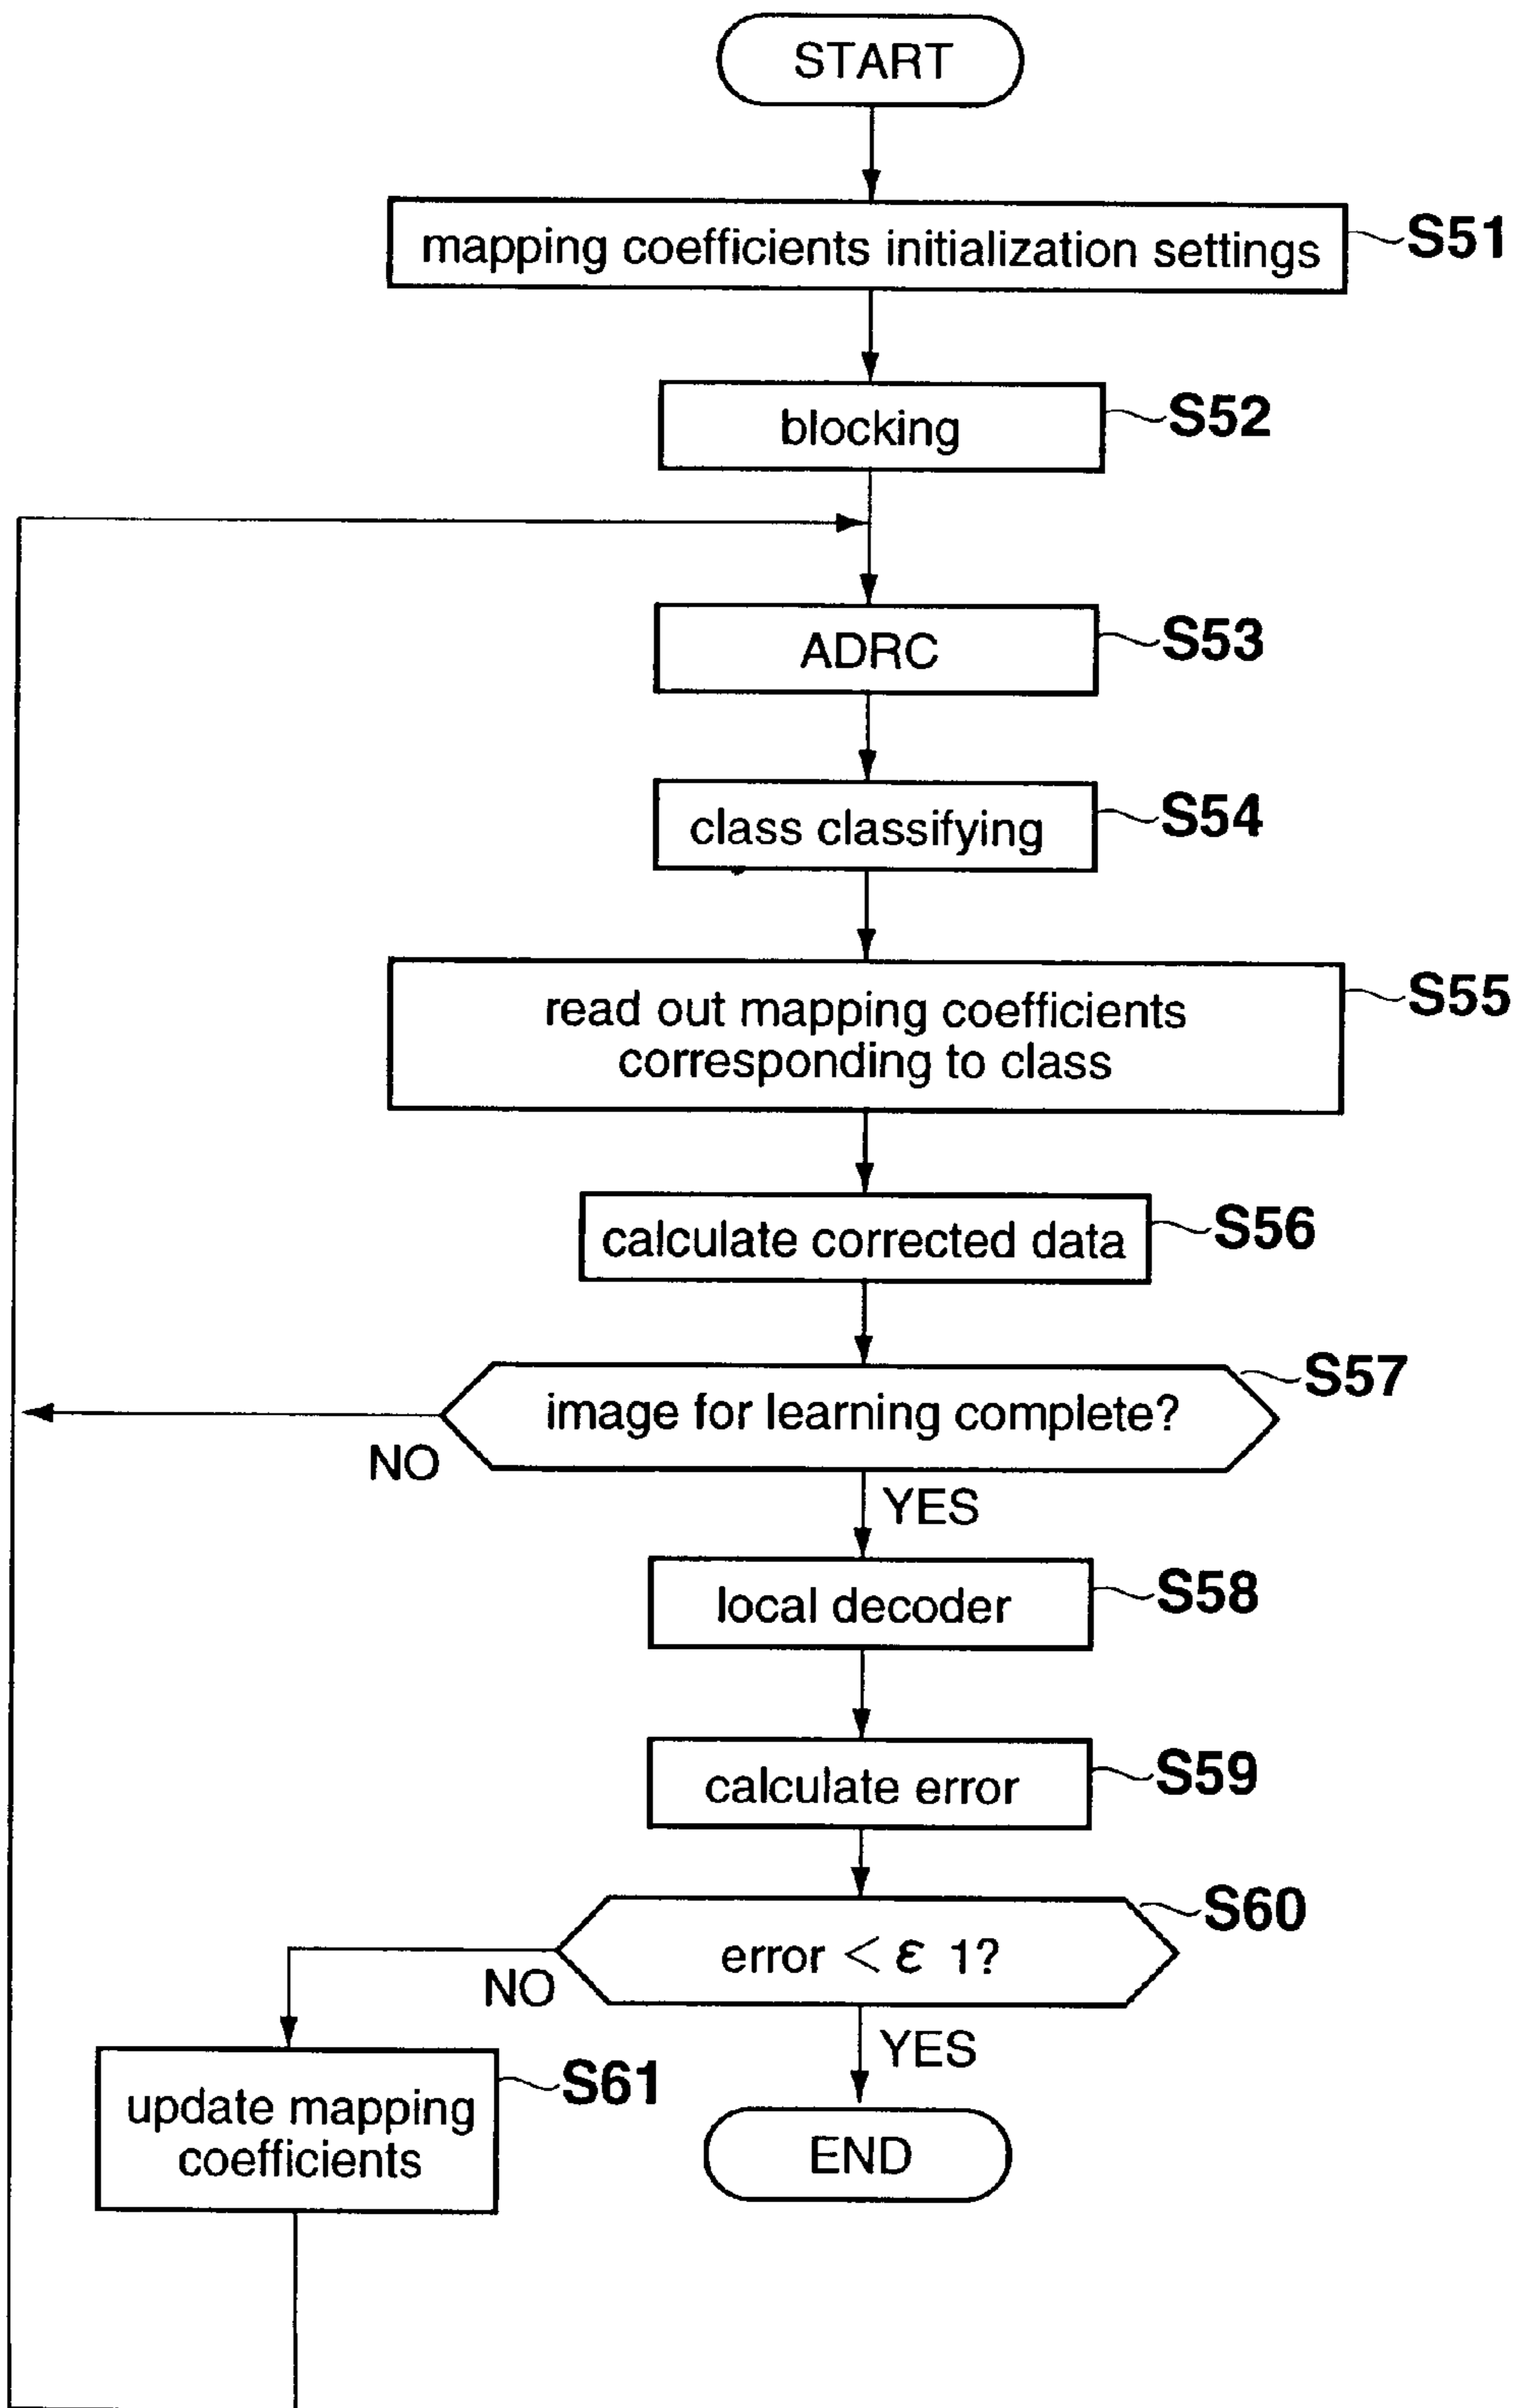 START
mapping coefficients initialization settings
S51
blocking
S52
ADRC
S53
class classifying
S54
read out mapping coefficients
corresponding to class
S55
calculate corrected data
S56
image for learning complete?
S57
NO
YES
local decoder
S58
calculate error
S59
error < ε 1?
S60
NO
YES
update mapping
coefficients
S61
END